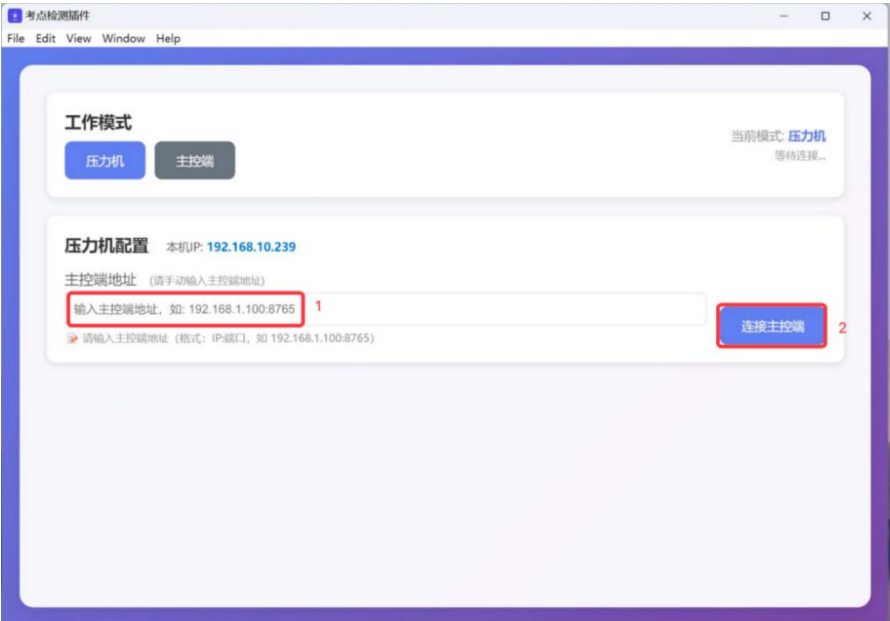 考点检测插件
File Edit View Window Help
工作模式
压力机 主控端
当前模式: 压力机
等待连接...
压力机配置 本机IP: 192.168.10.239
主控端地址 (请手动输入主控端地址)
输入主控端地址，如: 192.168.1.100:8765 1
连接主控端 2
请输入主控端地址（格式：IP:端口，如 192.168.1.100:8765）